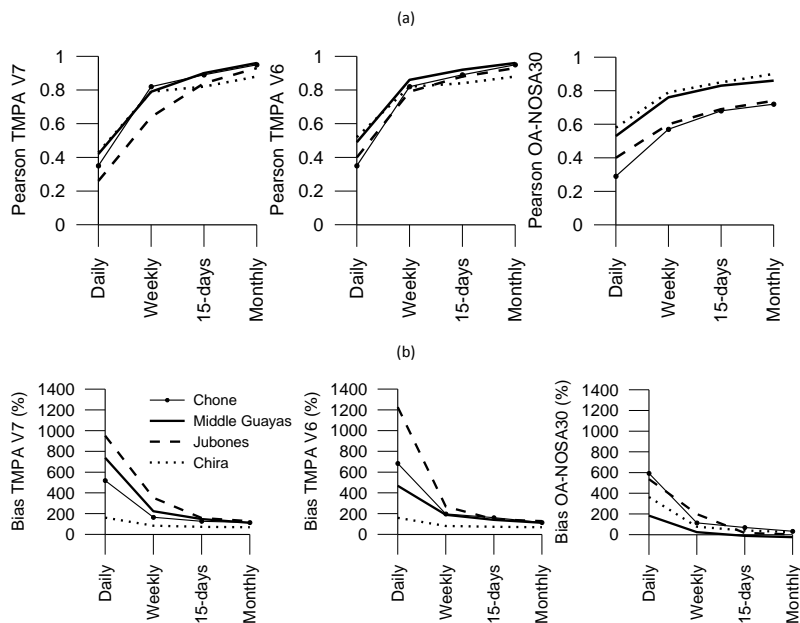 (a)
Pearson TMPA V7
1
0.8
0.6
0.4
0.2
0
Daily
Weekly
15-days
Monthly
Pearson TMPA V6
1
0.8
0.6
0.4
0.2
0
Daily
Weekly
15-days
Monthly
Pearson OA-NOSA30
1
0.8
0.6
0.4
0.2
0
Daily
Weekly
15-days
Monthly
(b)
Bias TMPA V7 (%)
1400
1200
1000
800
600
400
200
0
Chone
Middle Guayas
Jubones
Chira
Daily
Weekly
15-days
Monthly
Bias TMPA V6 (%)
1400
1200
1000
800
600
400
200
0
Daily
Weekly
15-days
Monthly
Bias OA-NOSA30 (%)
1400
1200
1000
800
600
400
200
0
Daily
Weekly
15-days
Monthly